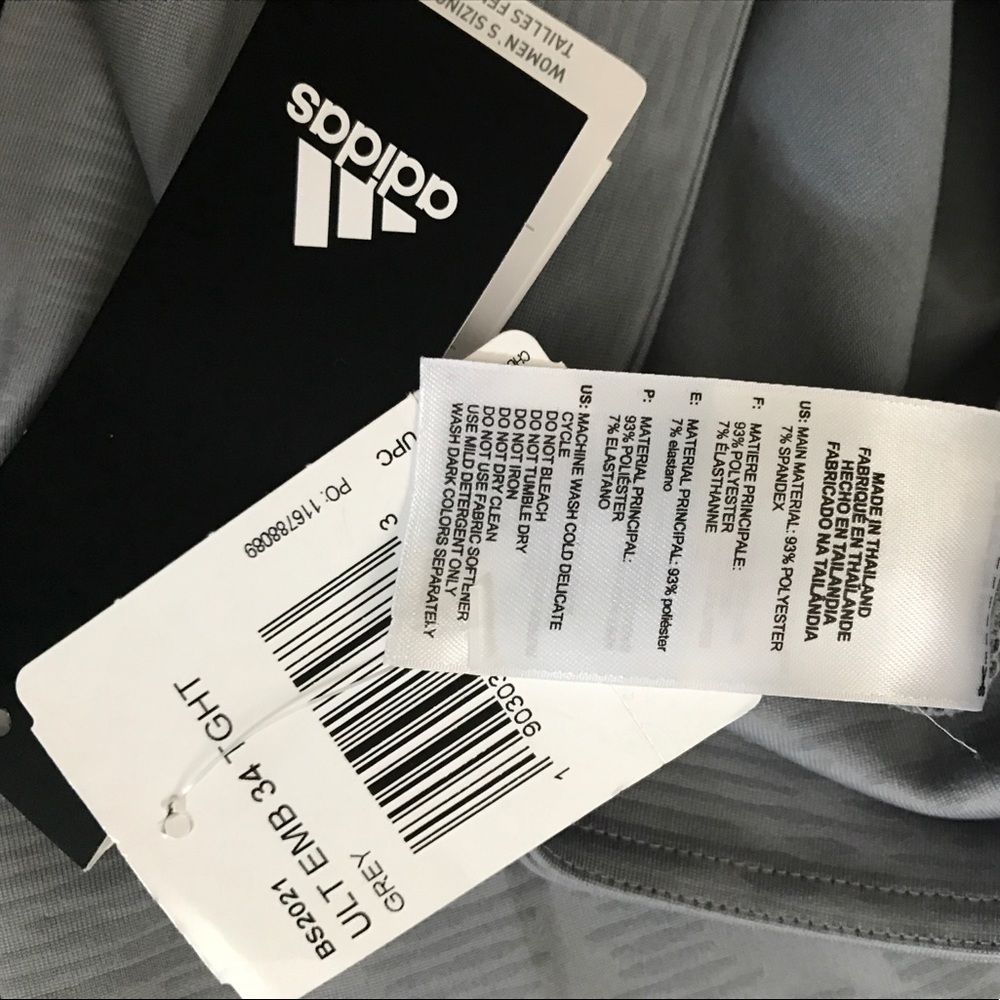 WOMEN'S SIZING
adidas
UPC
PO: 116788089
3
90303
1
BS2021
ULT EMB 34 TGHT
GREY
MADE IN THAILAND
FABRIQUÉ EN THAÏLANDE
HECHO EN TAILANDIA
FABRICADO NA TAILÂNDIA
US: MAIN MATERIAL: 93% POLYESTER
7% SPANDEX
F: MATIERE PRINCIPALE:
93% POLYESTER
7% ÉLASTHANNE
E: MATERIAL PRINCIPAL: 93% poliéster
7% elastano
P: MATERIAL PRINCIPAL:
93% POLIÉSTER
7% ELASTANO
US: MACHINE WASH COLD DELICATE
CYCLE
DO NOT BLEACH
DO NOT TUMBLE DRY
DO NOT IRON
DO NOT DRY CLEAN
DO NOT USE FABRIC SOFTENER
USE MILD DETERGENT ONLY
WASH DARK COLORS SEPARATELY